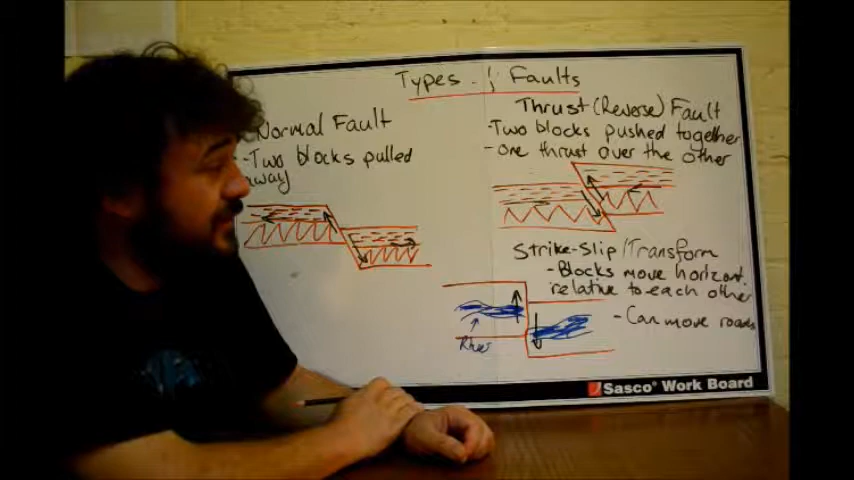 Types of Faults
Normal Fault
- Two blocks pulled
away
Thrust (Reverse) Fault
- Two blocks pushed together
- One thrust over the other
Strike-Slip/Transform
- Blocks move horizont
relative to each other
- Can move roads
River
Sasco Work Board